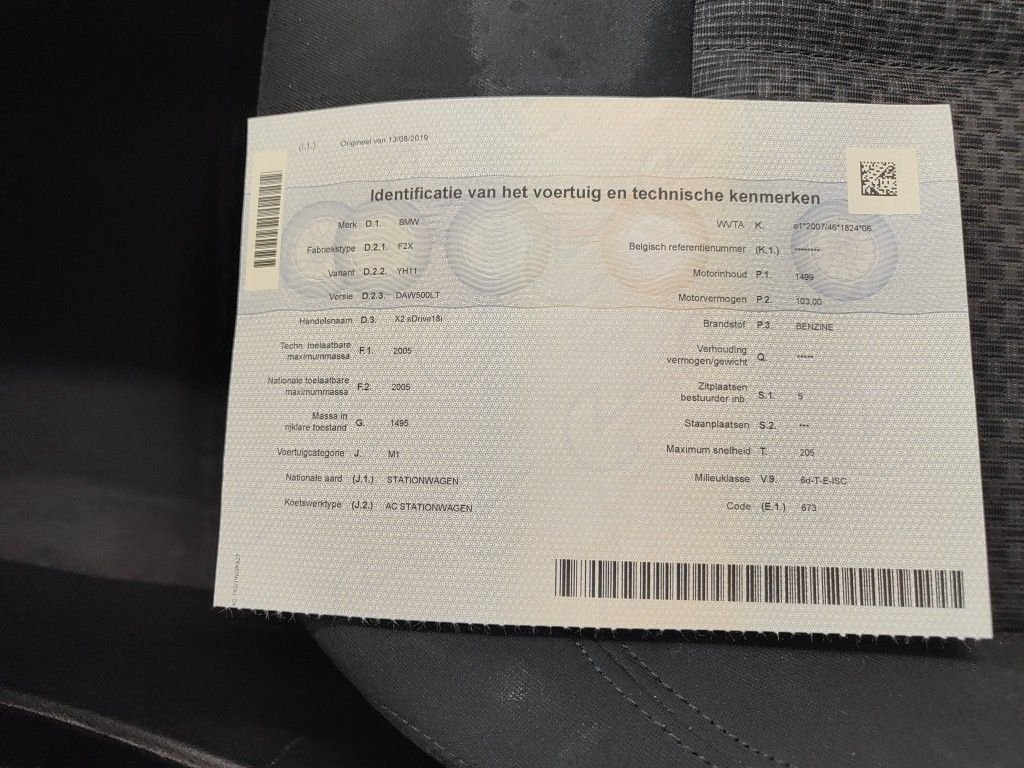 (I.1.) Origineel van 13/08/2019
Identificatie van het voertuig en technische kenmerken
Merk D.1. BMW
Fabriekstype D.2.1. F2X
Variant D.2.2. YH11
Versie D.2.3. DAW500LT
Handelsnaam D.3. X2 sDrive18i
Techn. toelaatbare
maximummassa F.1. 2005
Nationale toelaatbare
maximummassa F.2. 2005
Massa in
rijklare toestand G. 1495
Voertuigcategorie J. M1
Nationale aard (J.1.) STATIONWAGEN
Koetswerktype (J.2.) AC STATIONWAGEN
WVTA K. e1*2007/46*1824*06
Belgisch referentienummer (K.1.) ********
Motorinhoud P.1. 1499
Motorvermogen P.2. 103,00
Brandstof P.3. BENZINE
Verhouding
vermogen/gewicht Q. *****
Zitplaatsen
bestuurder inb. S.1. 5
Staanplaatsen S.2. ***
Maximum snelheid T. 205
Milieuklasse V.9. 6d-T-E-ISC
Code (E.1.) 673